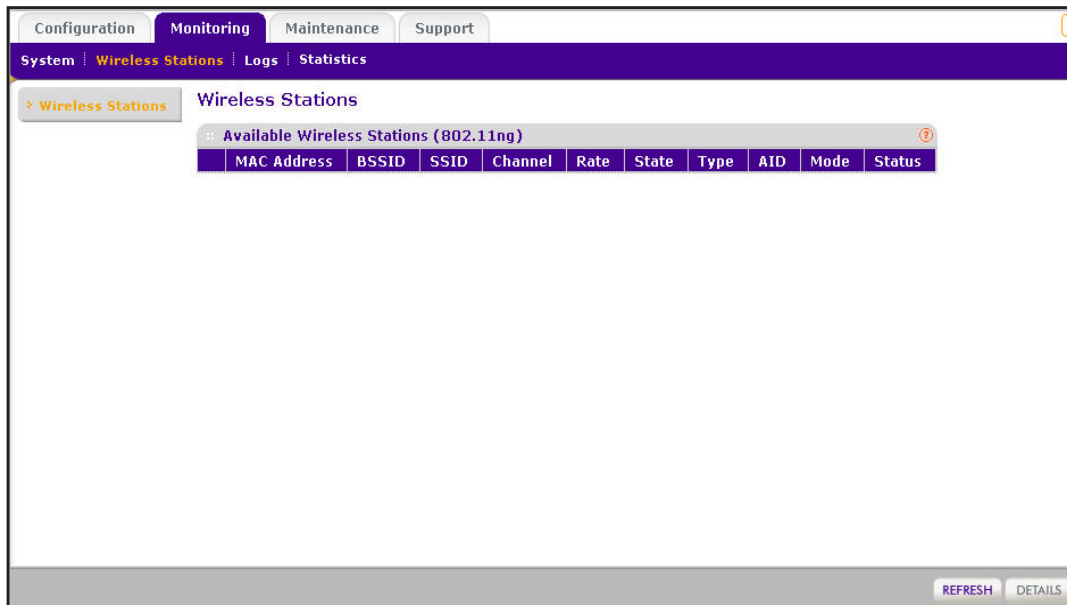 Configuration Monitoring Maintenance Support
System Wireless Stations Logs Statistics
Wireless Stations
Wireless Stations
Available Wireless Stations (802.11ng) ?
MAC Address BSSID SSID Channel Rate State Type AID Mode Status
REFRESH DETAILS